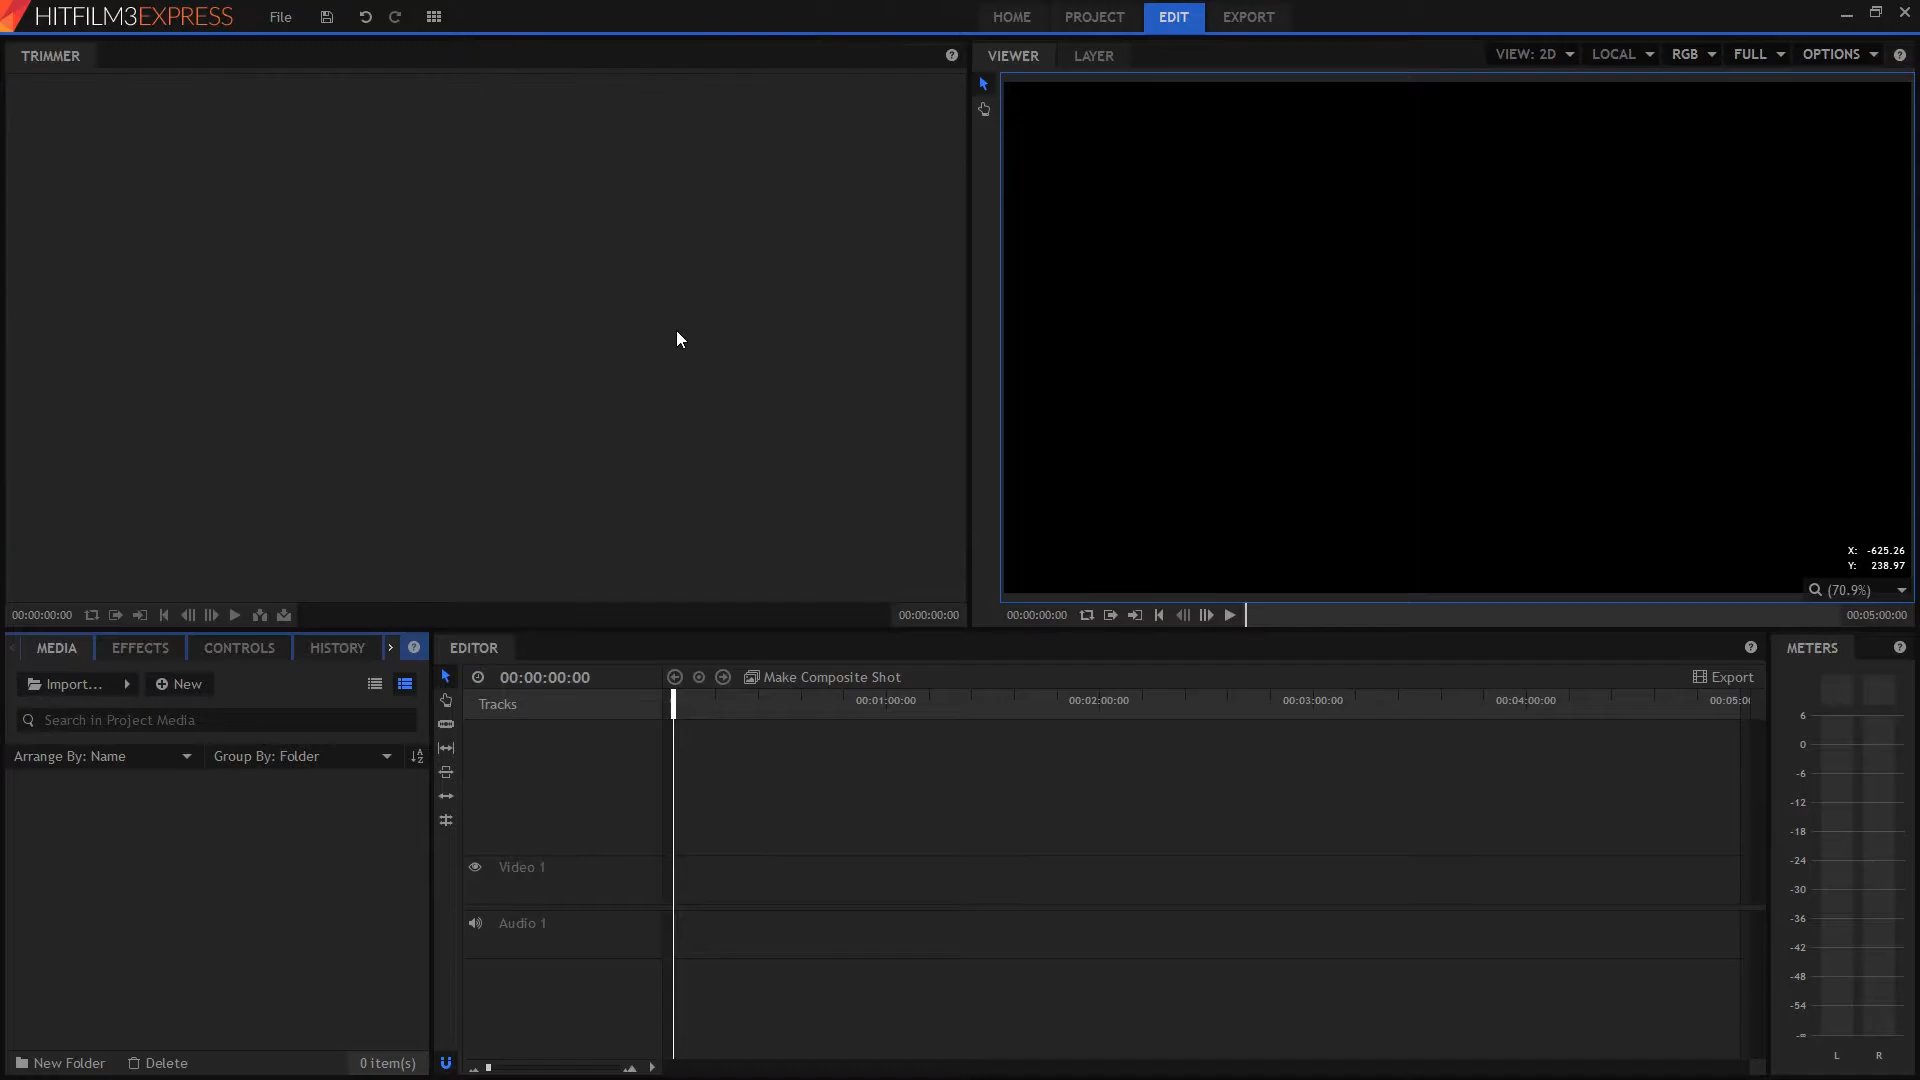 HITFILM3EXPRESS File HOME PROJECT EDIT EXPORT
TRIMMER
VIEWER LAYER VIEW: 2D LOCAL RGB FULL OPTIONS
X: -625.26
Y: 238.97
(70.9%)
00:00:00:00 00:00:00:00
00:00:00:00 00:05:00:00
MEDIA EFFECTS CONTROLS HISTORY
Import... New
Search in Project Media
Arrange By: Name Group By: Folder
New Folder Delete 0 item(s)
EDITOR
00:00:00:00 Make Composite Shot Export
Tracks 00:01:00:00 00:02:00:00 00:03:00:00 00:04:00:00
Video 1
Audio 1
METERS
6
0
-6
-12
-18
-24
-30
-36
-42
-48
-54
-∞
L R